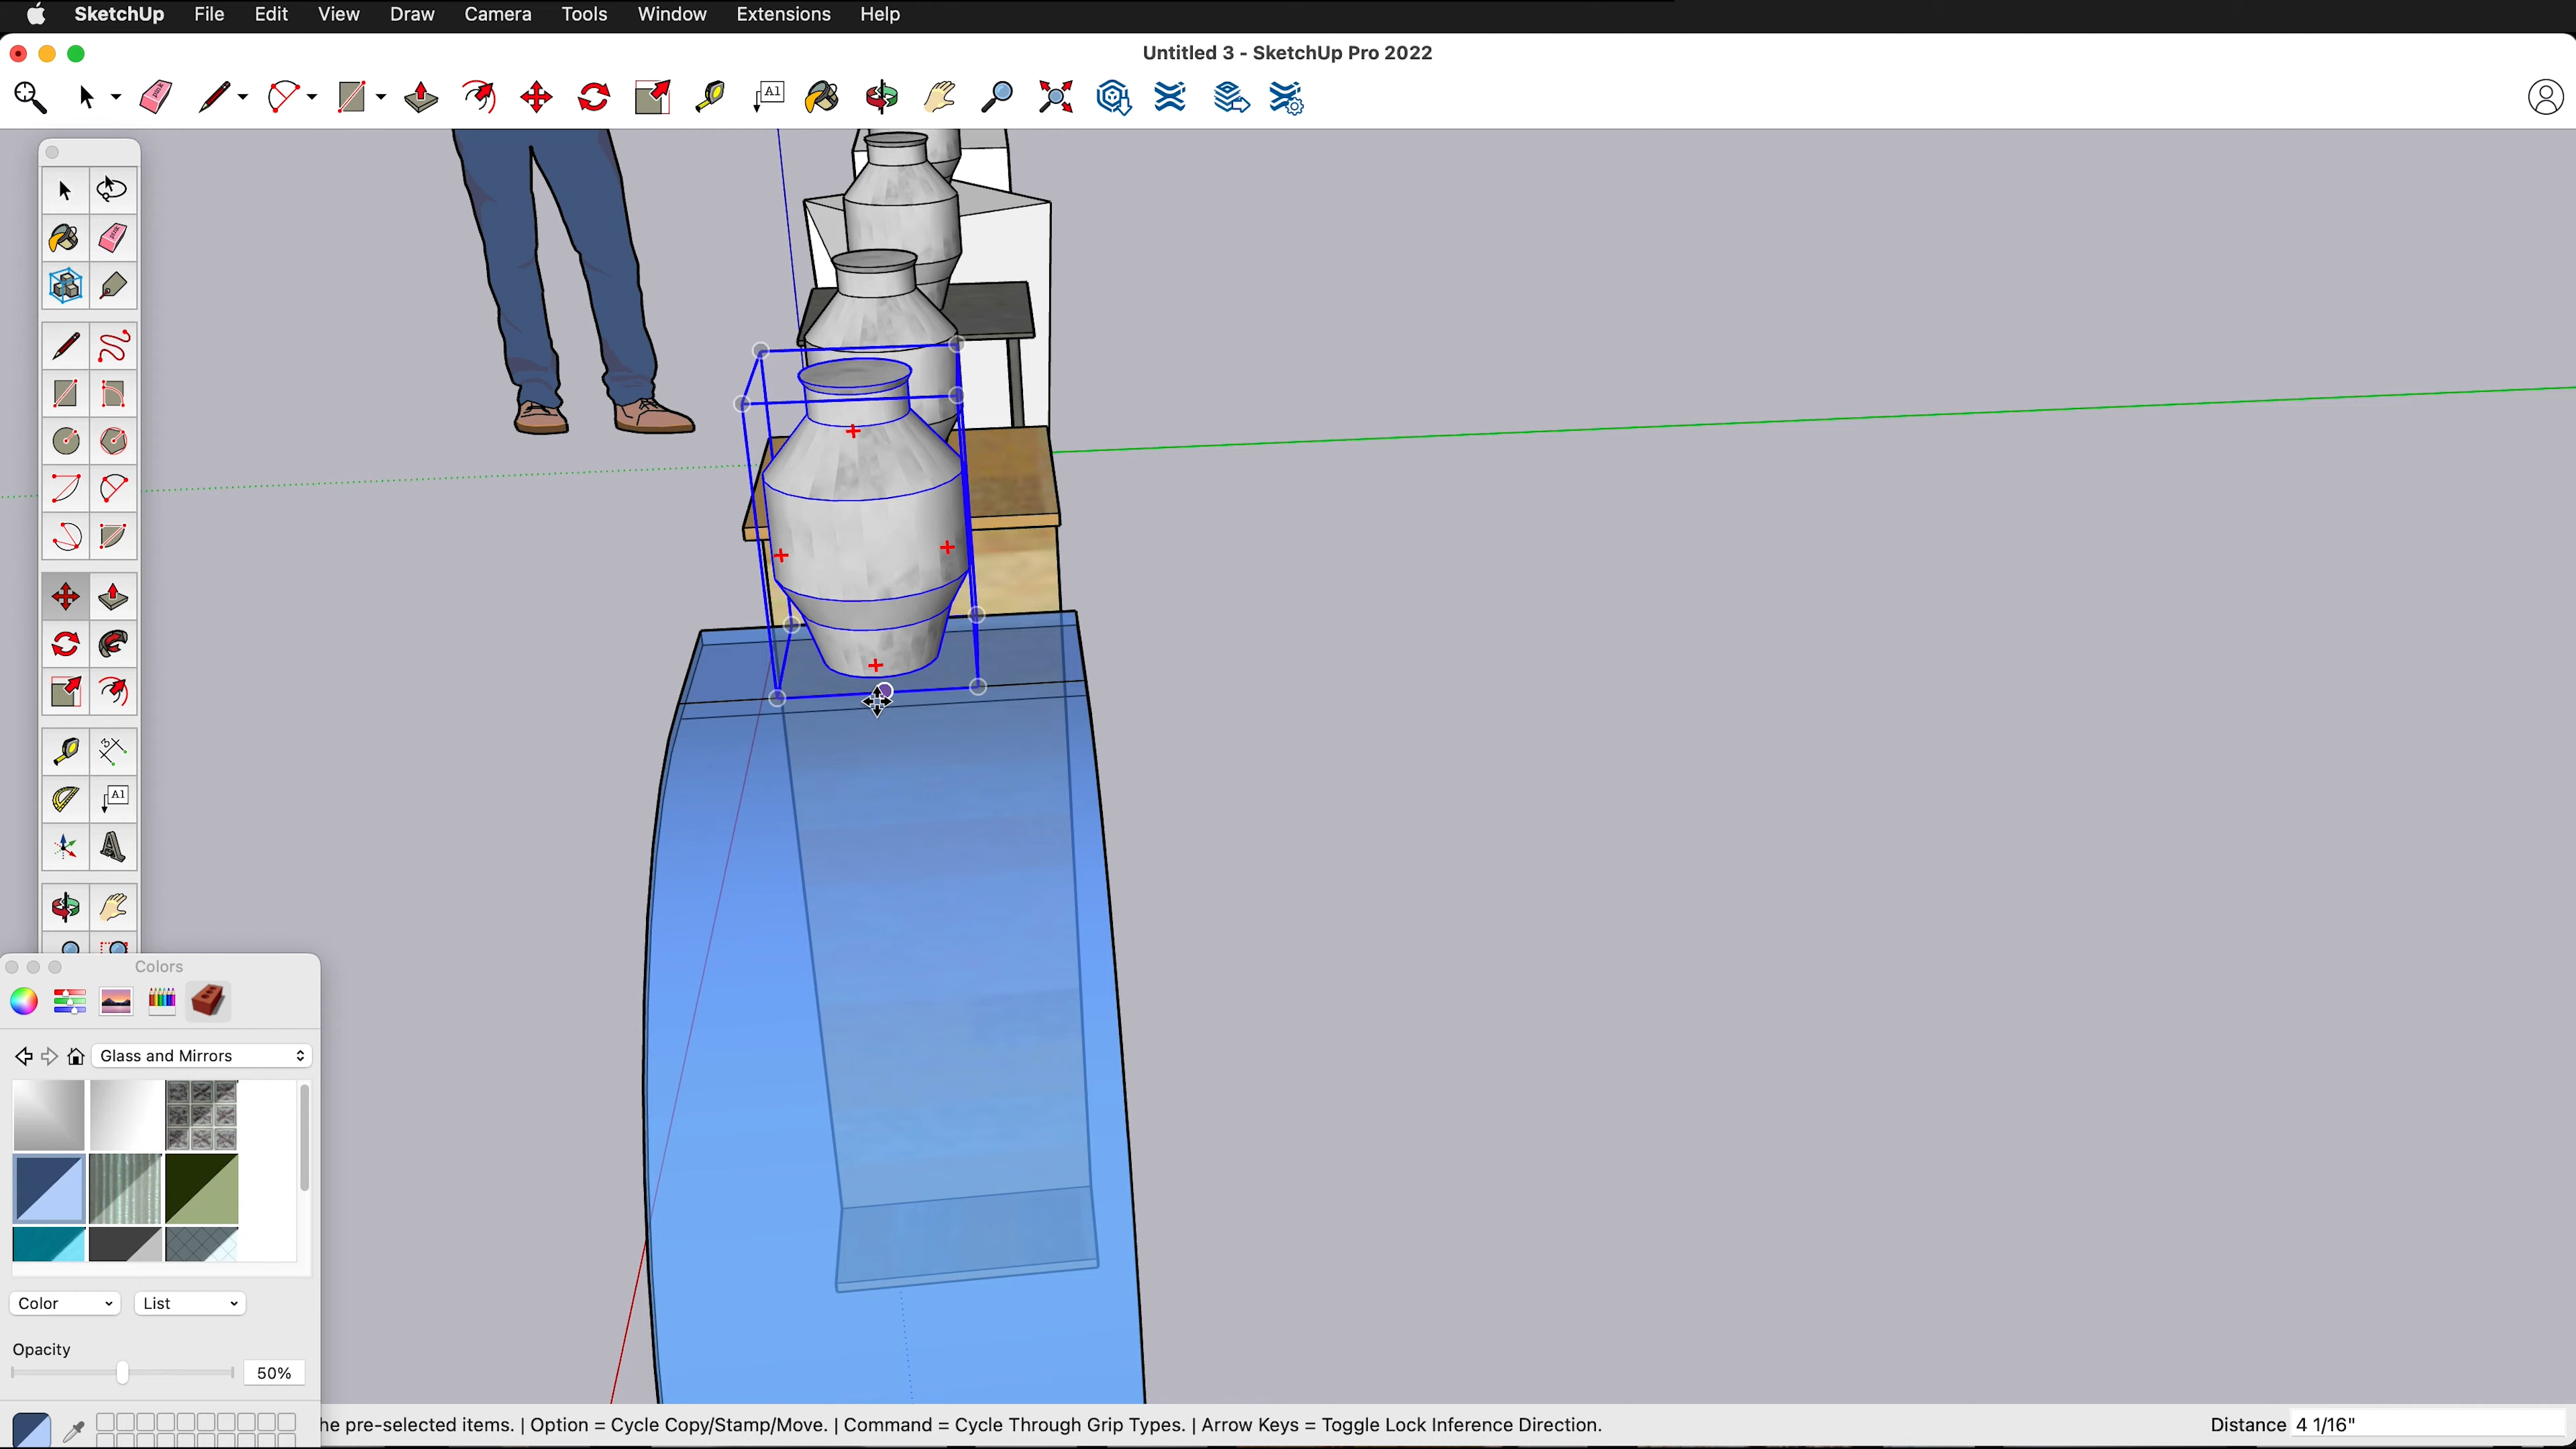 SketchUp File Edit View Draw Camera Tools Window Extensions Help
Untitled 3 - SketchUp Pro 2022
A1
A1
Colors
Glass and Mirrors
Color List
Opacity
50%
he pre-selected items. | Option = Cycle Copy/Stamp/Move. | Command = Cycle Through Grip Types. | Arrow Keys = Toggle Lock Inference Direction. Distance 4 1/16"